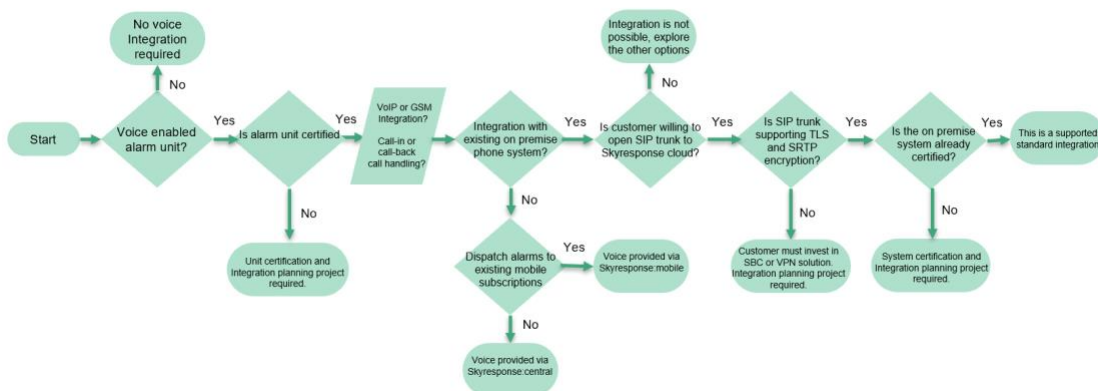 No voice
Integration
required
No
Start
Voice enabled
alarm unit?
Yes
Is alarm unit certified
No
Unit certification and
Integration planning project
required.
Yes
VoIP or GSM
Integration?
Call-in or
call-back
call handling?
Integration with
existing on premise
phone system?
No
Dispatch alarms to
existing mobile
subscriptions
Yes
Voice provided via
Skyresponse:mobile
No
Voice provided via
Skyresponse:central
Yes
Is customer willing to
open SIP trunk to
Skyresponse cloud?
No
Integration is not
possible, explore
the other options
Yes
Is SIP trunk
supporting TLS
and SRTP
encryption?
No
Customer must invest in
SBC or VPN solution.
Integration planning project
required.
Yes
Is the on premise
system already
certified?
No
System certification and
Integration planning project
required.
Yes
This is a supported
standard integration